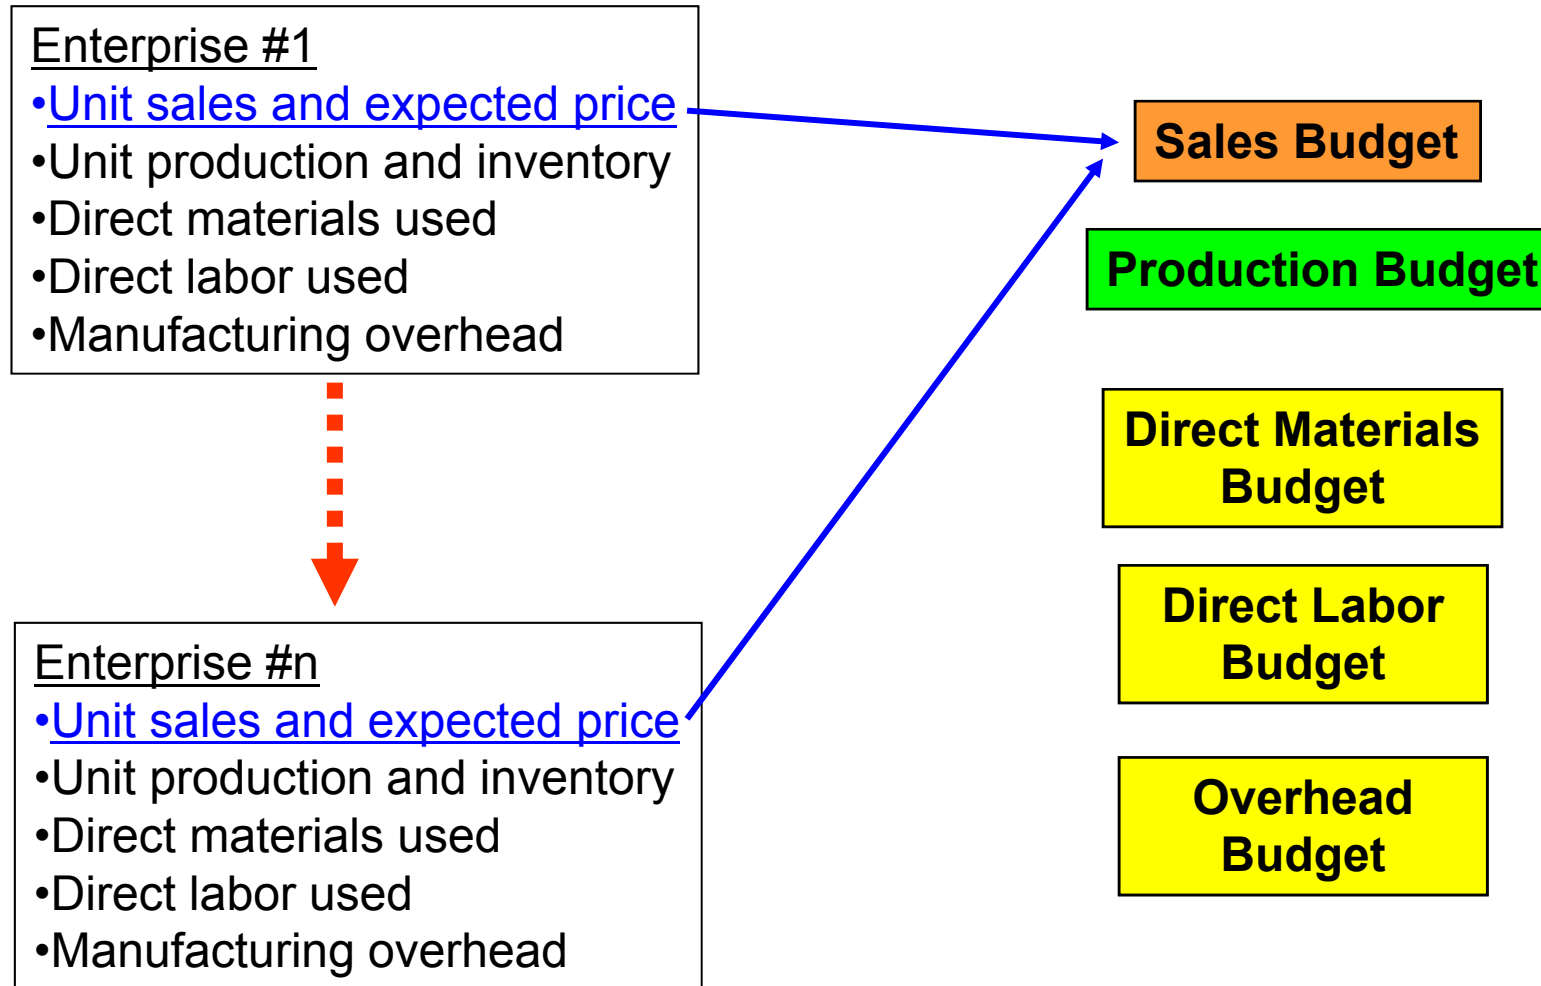 Enterprise #1
•Unit sales and expected price
•Unit production and inventory
•Direct materials used
•Direct labor used
•Manufacturing overhead
Enterprise #n
•Unit sales and expected price
•Unit production and inventory
•Direct materials used
•Direct labor used
•Manufacturing overhead
Sales Budget
Production Budget
Direct Materials
Budget
Direct Labor
Budget
Overhead
Budget